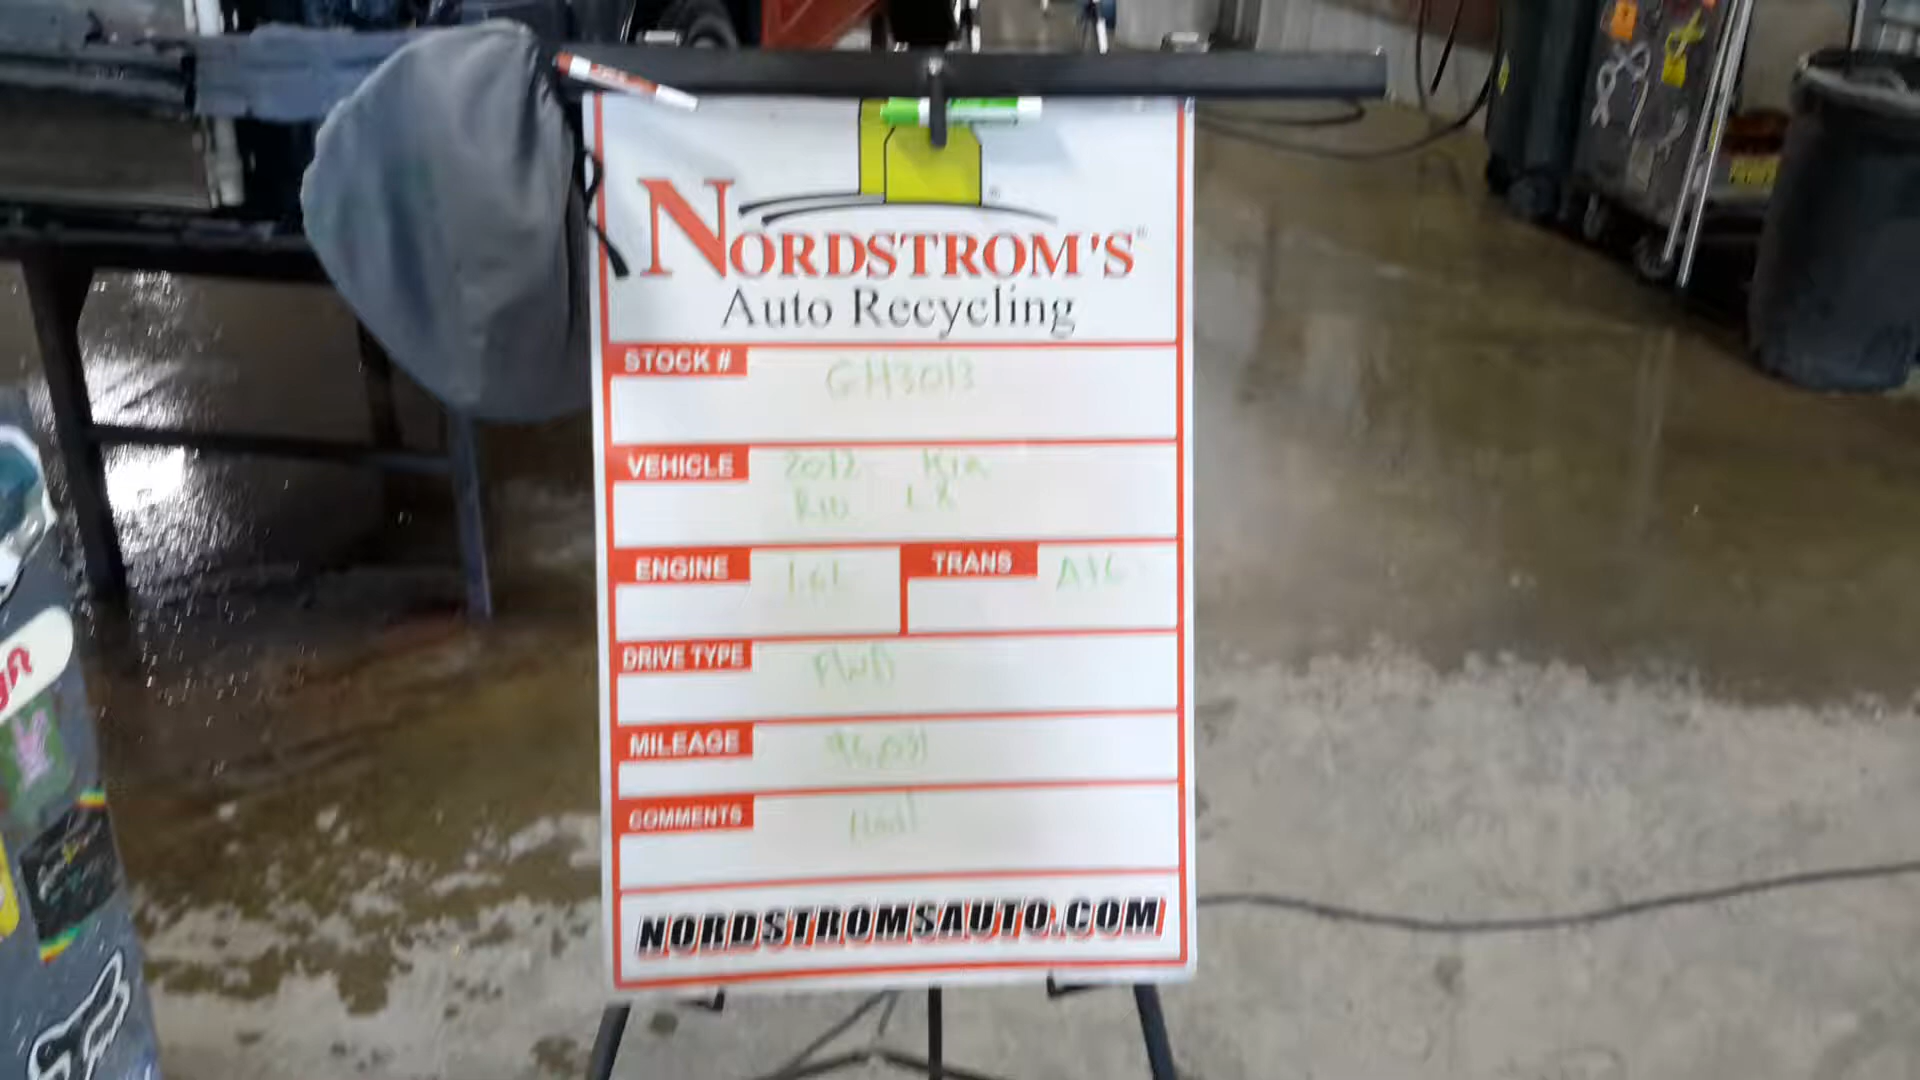 NORDSTROM'S
Auto Recycling
STOCK # GH3013
VEHICLE 2012 Kia
Rio LX
ENGINE 1.6L TRANS
DRIVE TYPE FWD
MILEAGE
COMMENTS
NORDSTROMSAUTO.COM